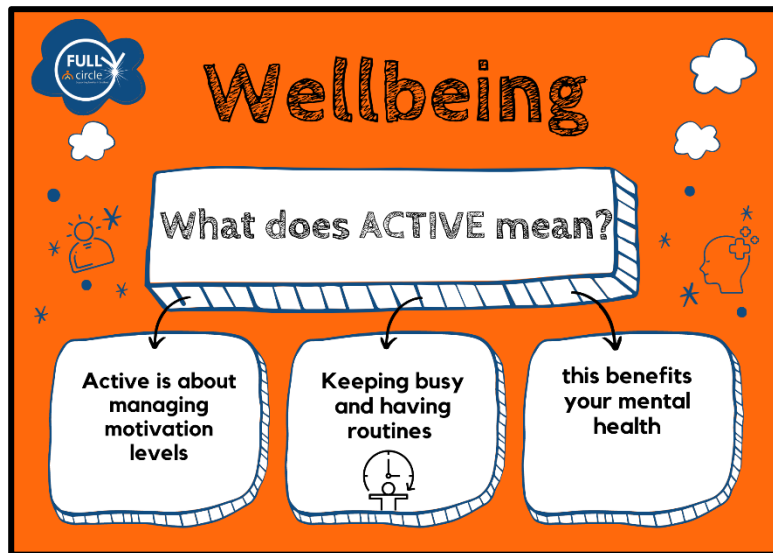 FULL
circle
Wellbeing
What does ACTIVE mean?
Active is about
managing
motivation
levels
Keeping busy
and having
routines
this benefits
your mental
health